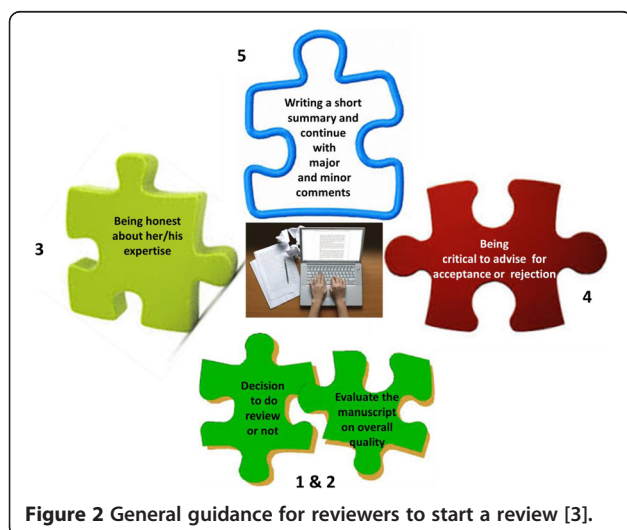 5
Writing a short
summary and
continue
with
major
and minor
comments
3
Being honest
about her/his
expertise
Being
critical to advise for
acceptance or rejection
4
Decision
to do
review
or not
Evaluate the
manuscript
on overall
quality
1 & 2
Figure 2 General guidance for reviewers to start a review [3].